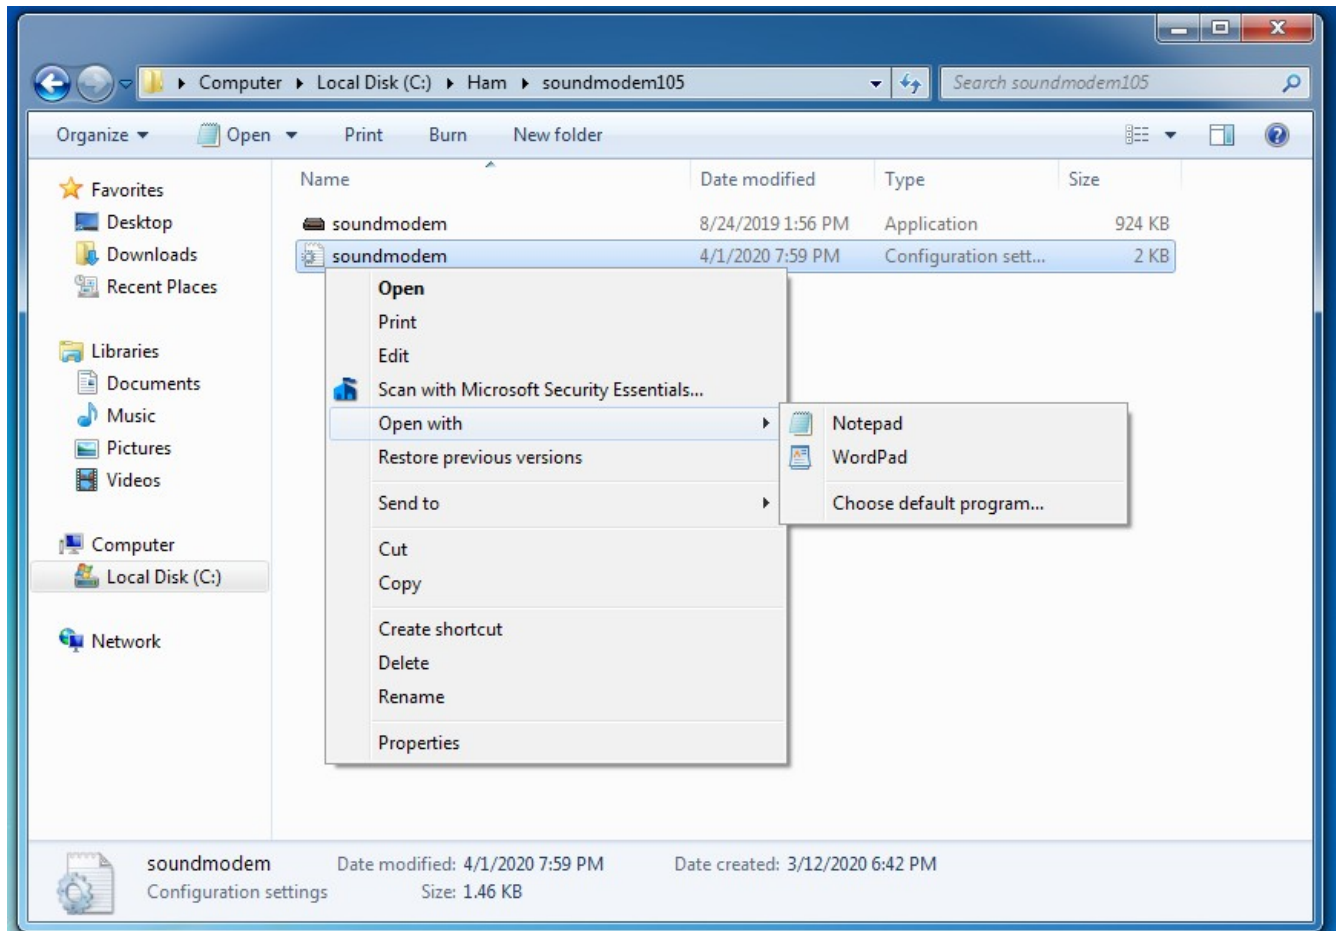 Computer Local Disk (C:) Ham soundmodem105 Search soundmodem105
Organize Open Print Burn New folder
Favorites
Desktop
Downloads
Recent Places
Libraries
Documents
Music
Pictures
Videos
Computer
Local Disk (C:)
Network
Name Date modified Type Size
soundmodem 8/24/2019 1:56 PM Application 924 KB
soundmodem 4/1/2020 7:59 PM Configuration sett... 2 KB
Open
Print
Edit
Scan with Microsoft Security Essentials...
Open with
Restore previous versions
Send to
Cut
Copy
Create shortcut
Delete
Rename
Properties
Notepad
WordPad
Choose default program...
soundmodem Date modified: 4/1/2020 7:59 PM Date created: 3/12/2020 6:42 PM
Configuration settings Size: 1.46 KB